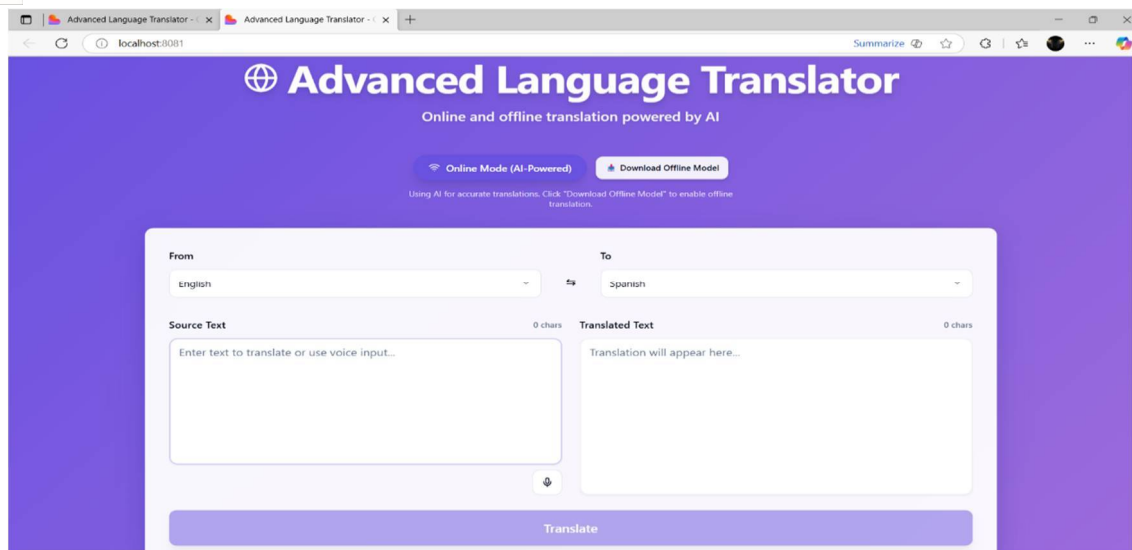 Advanced Language Translator - 
Advanced Language Translator - 
localhost:8081
Summarize
Advanced Language Translator
Online and offline translation powered by AI
Online Mode (AI-Powered)
Download Offline Model
Using AI for accurate translations. Click "Download Offline Model" to enable offline
translation.
From
To
English
Spanish
Source Text
0 chars
Translated Text
0 chars
Enter text to translate or use voice input...
Translation will appear here...
Translate